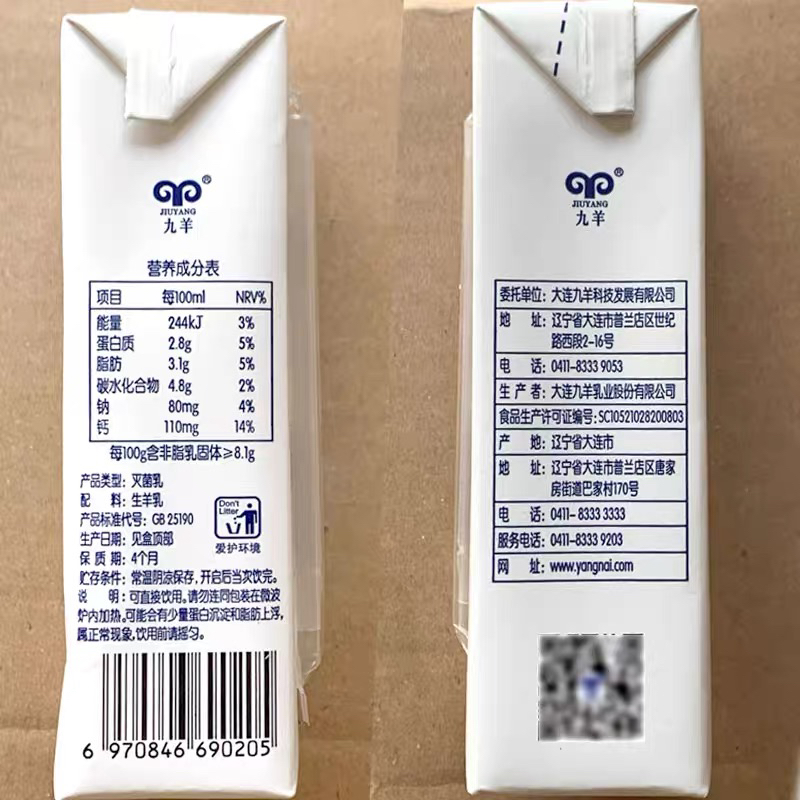 JIUYANG
九羊
营养成分表
项目 每100ml NRV%
能量 244kJ 3%
蛋白质 2.8g 5%
脂肪 3.1g 5%
碳水化合物 4.8g 2%
钠 80mg 4%
钙 110mg 14%
每100g含非脂乳固体≥8.1g
产品类型: 灭菌乳
配 料: 生羊乳
产品标准代号: GB 25190
生产日期: 见盒顶部
保 质 期: 4个月
Don't
Litter
爱护环境
贮存条件: 常温阴凉保存,开启后当次饮完。
说 明: 可直接饮用。请勿连同包装在微波
炉内加热。可能会有少量蛋白沉淀和脂肪上浮,
属正常现象,饮用前请摇匀。
6 970846 690205
®
JIUYANG
九羊
委托单位: 大连九羊科技发展有限公司
地 址: 辽宁省大连市普兰店区世纪
路西段2-16号
电 话: 0411-8333 9053
生 产 者: 大连九羊乳业股份有限公司
食品生产许可证编号: SC10521028200803
产 地: 辽宁省大连市
地 址: 辽宁省大连市普兰店区唐家
房街道巴家村170号
电 话: 0411- 8333 3333
服务电话: 0411-8333 9203
网 址: www.yangnai.com